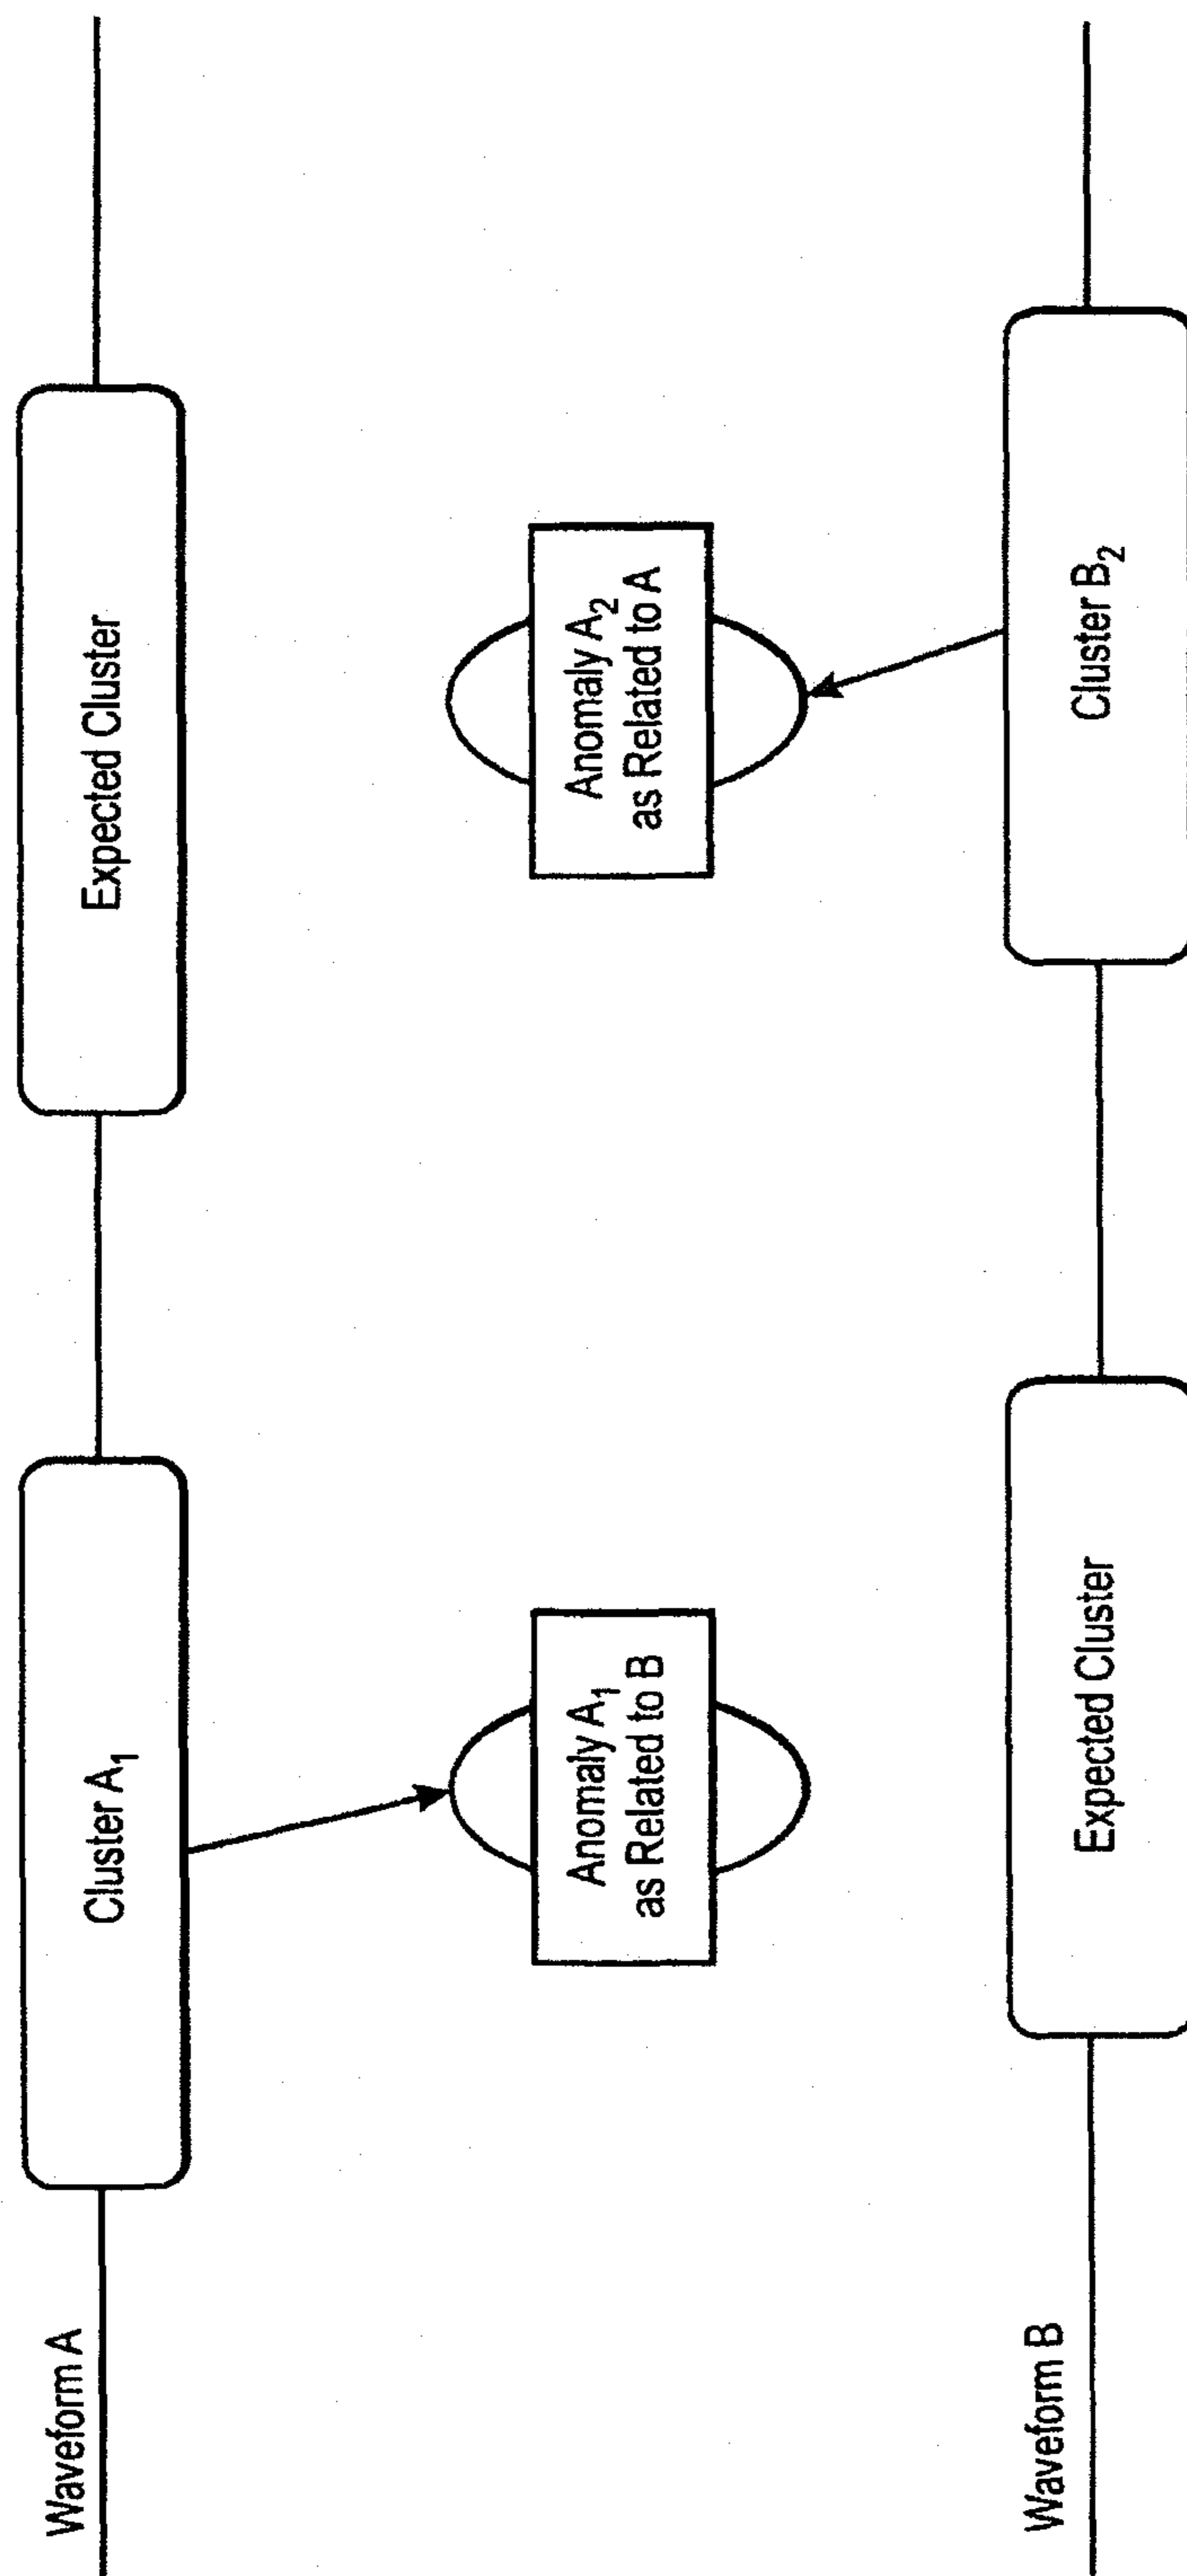 Waveform A
Cluster A₁
Expected Cluster
Anomaly A₁
as Related to B
Anomaly A₂
as Related to A
Waveform B
Expected Cluster
Cluster B₂